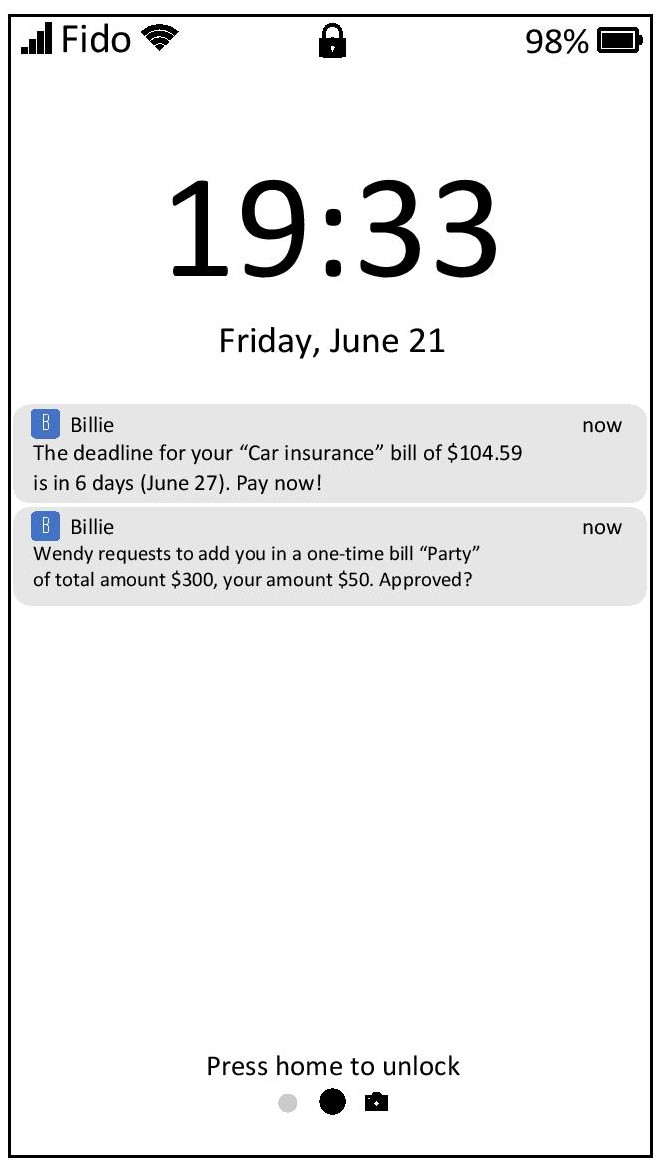 Fido 98%
19:33
Friday, June 21
B Billie now
The deadline for your “Car insurance” bill of $104.59
is in 6 days (June 27). Pay now!
B Billie now
Wendy requests to add you in a one-time bill “Party”
of total amount $300, your amount $50. Approved?
Press home to unlock